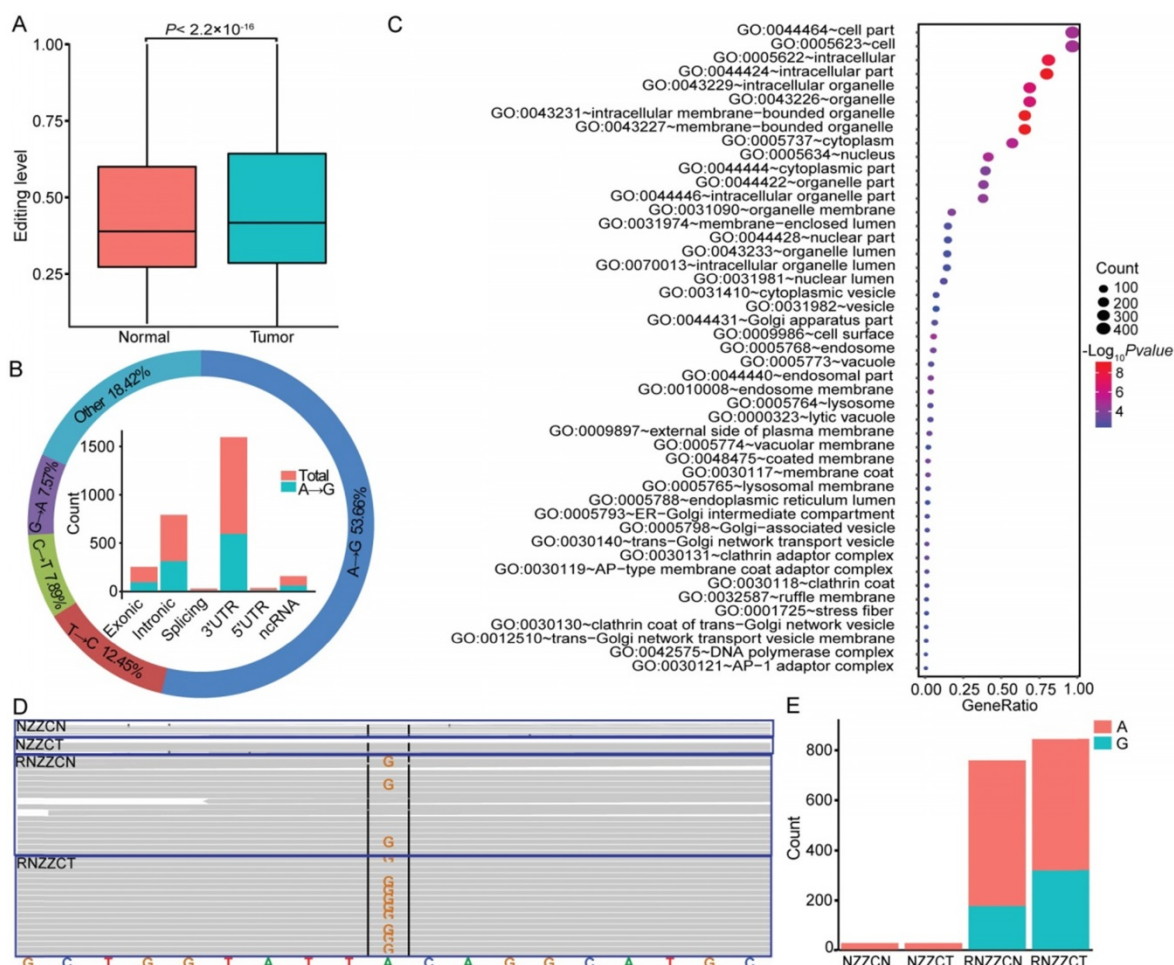 A
P< 2.2×10⁻¹⁶
1.00
0.75
0.50
0.25
Editing level
Normal
Tumor
B
Other 18.42%
G→A 7.57%
C→T 7.89%
T→C 12.45%
A→G 53.66%
1500
1000
500
0
Count
Total
A→G
Exonic
Intronic
Splicing
3'UTR
5'UTR
ncRNA
C
GO:0044464~cell part
GO:0005623~cell
GO:0005622~intracellular
GO:0044424~intracellular part
GO:0043229~intracellular organelle
GO:0043226~organelle
GO:0043231~intracellular membrane−bounded organelle
GO:0043227~membrane−bounded organelle
GO:0005737~cytoplasm
GO:0005634~nucleus
GO:0044444~cytoplasmic part
GO:0044422~organelle part
GO:0044446~intracellular organelle part
GO:0031090~organelle membrane
GO:0031974~membrane−enclosed lumen
GO:0044428~nuclear part
GO:0043233~organelle lumen
GO:0070013~intracellular organelle lumen
GO:0031981~nuclear lumen
GO:0031410~cytoplasmic vesicle
GO:0031982~vesicle
GO:0044431~Golgi apparatus part
GO:0009986~cell surface
GO:0005768~endosome
GO:0005773~vacuole
GO:0044440~endosomal part
GO:0010008~endosome membrane
GO:0005764~lysosome
GO:0000323~lytic vacuole
GO:0009897~external side of plasma membrane
GO:0005774~vacuolar membrane
GO:0048475~coated membrane
GO:0030117~membrane coat
GO:0005765~lysosomal membrane
GO:0005788~endoplasmic reticulum lumen
GO:0005793~ER−Golgi intermediate compartment
GO:0005798~Golgi−associated vesicle
GO:0030140~trans−Golgi network transport vesicle
GO:0030131~clathrin adaptor complex
GO:0030119~AP−type membrane coat adaptor complex
GO:0030118~clathrin coat
GO:0032587~ruffle membrane
GO:0001725~stress fiber
GO:0030130~clathrin coat of trans−Golgi network vesicle
GO:0012510~trans−Golgi network transport vesicle membrane
GO:0042575~DNA polymerase complex
GO:0030121~AP−1 adaptor complex
0.00 0.25 0.50 0.75 1.00
GeneRatio
Count
100
200
300
400
-Log₁₀Pvalue
8
6
4
D
NZZCN
NZZCT
RNZZCN
G
G
G
RNZZCT
G
G
G
G
G
G
G
G
G
G C T G G T A T T A C A G G C A T G C
E
A
G
800
600
400
200
0
Count
NZZCN
NZZCT
RNZZCN
RNZZCT